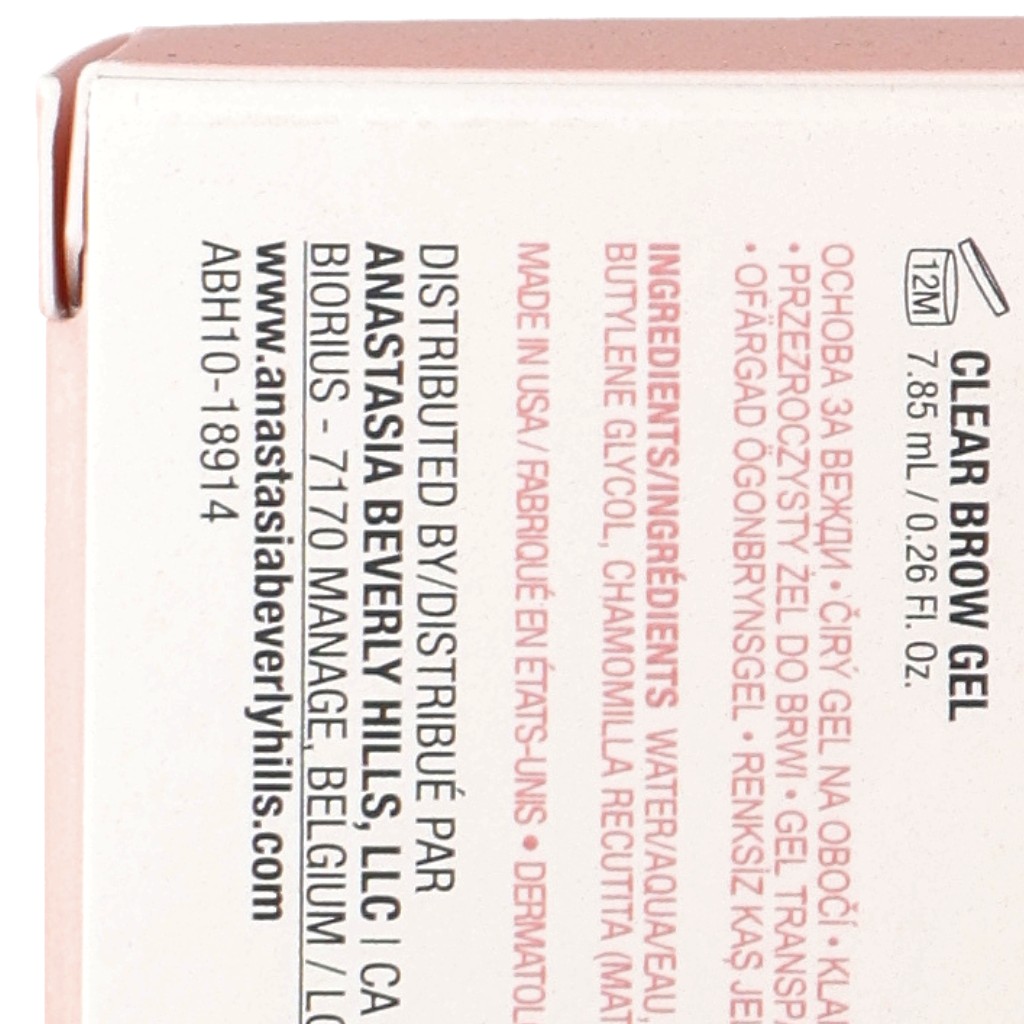 CLEAR BROW GEL
12M 7.85 mL / 0.26 Fl. Oz.
ОСНОВА ЗА ВЕЖДИ • ČIRÝ GEL NA OBOČÍ • 
• PRZEZROCZYSTY ŻEL DO BRWI • GEL
• OFÄRGAD ÖGONBRYNSGEL • RENKSİZ KAŞ
INGREDIENTS/INGRÉDIENTS WATER/AQUA/EAU,
BUTYLENE GLYCOL, CHAMOMILLA RECUTITA
MADE IN USA / FABRIQUÉ EN ÉTATS-UNIS •
DISTRIBUTED BY/DISTRIBUÉ PAR
ANASTASIA BEVERLY HILLS, LLC | CA
BIORIUS - 7170 MANAGE, BELGIUM /
www.anastasiabeverlyhills.com
ABH10-18914